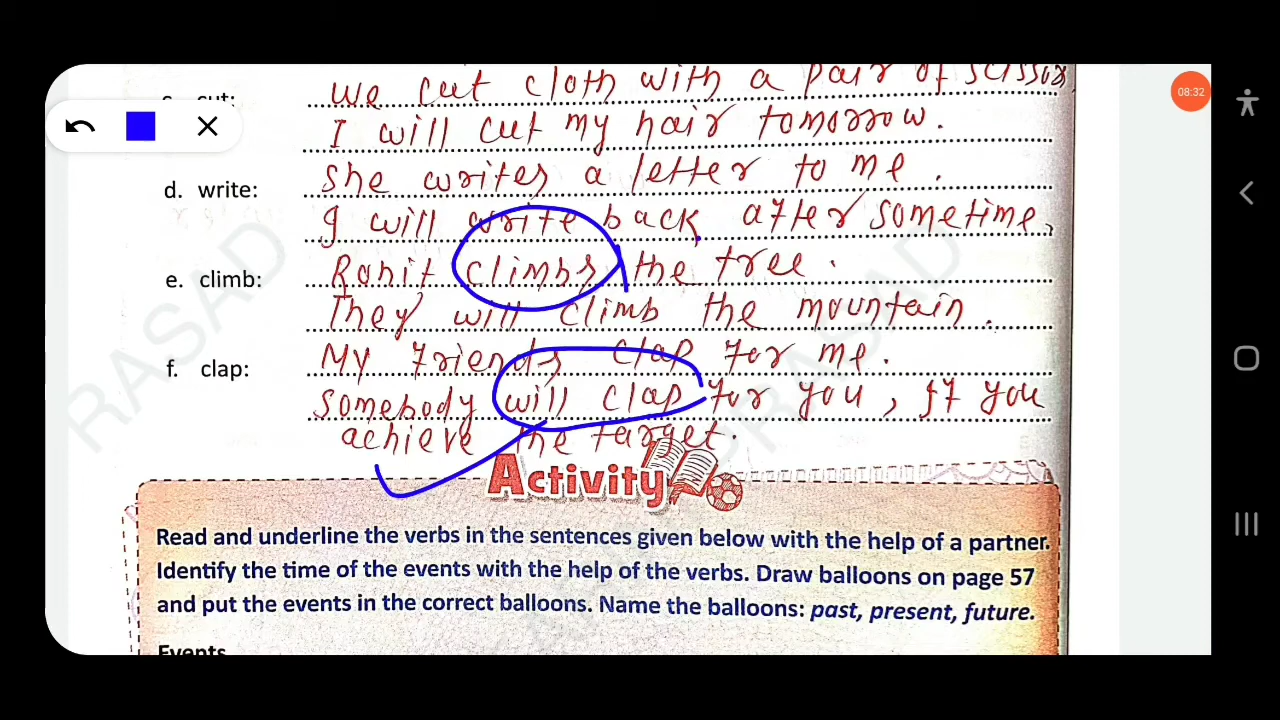 We cut cloth with a pair of scissors
c. cut:
08:32
I will cut my hair tomorrow.
d. write: She writes a letter to me.
I will write back, after sometime,
e. climb: Rohit climbs the tree.
They will climb the mountain.
f. clap: My friends clap for me.
Somebody will clap for you, if you
achieve the target.
Activity
Read and underline the verbs in the sentences given below with the help of a partner.
Identify the time of the events with the help of the verbs. Draw balloons on page 57
and put the events in the correct balloons. Name the balloons: past, present, future.
Events
RASAD
PRASAD